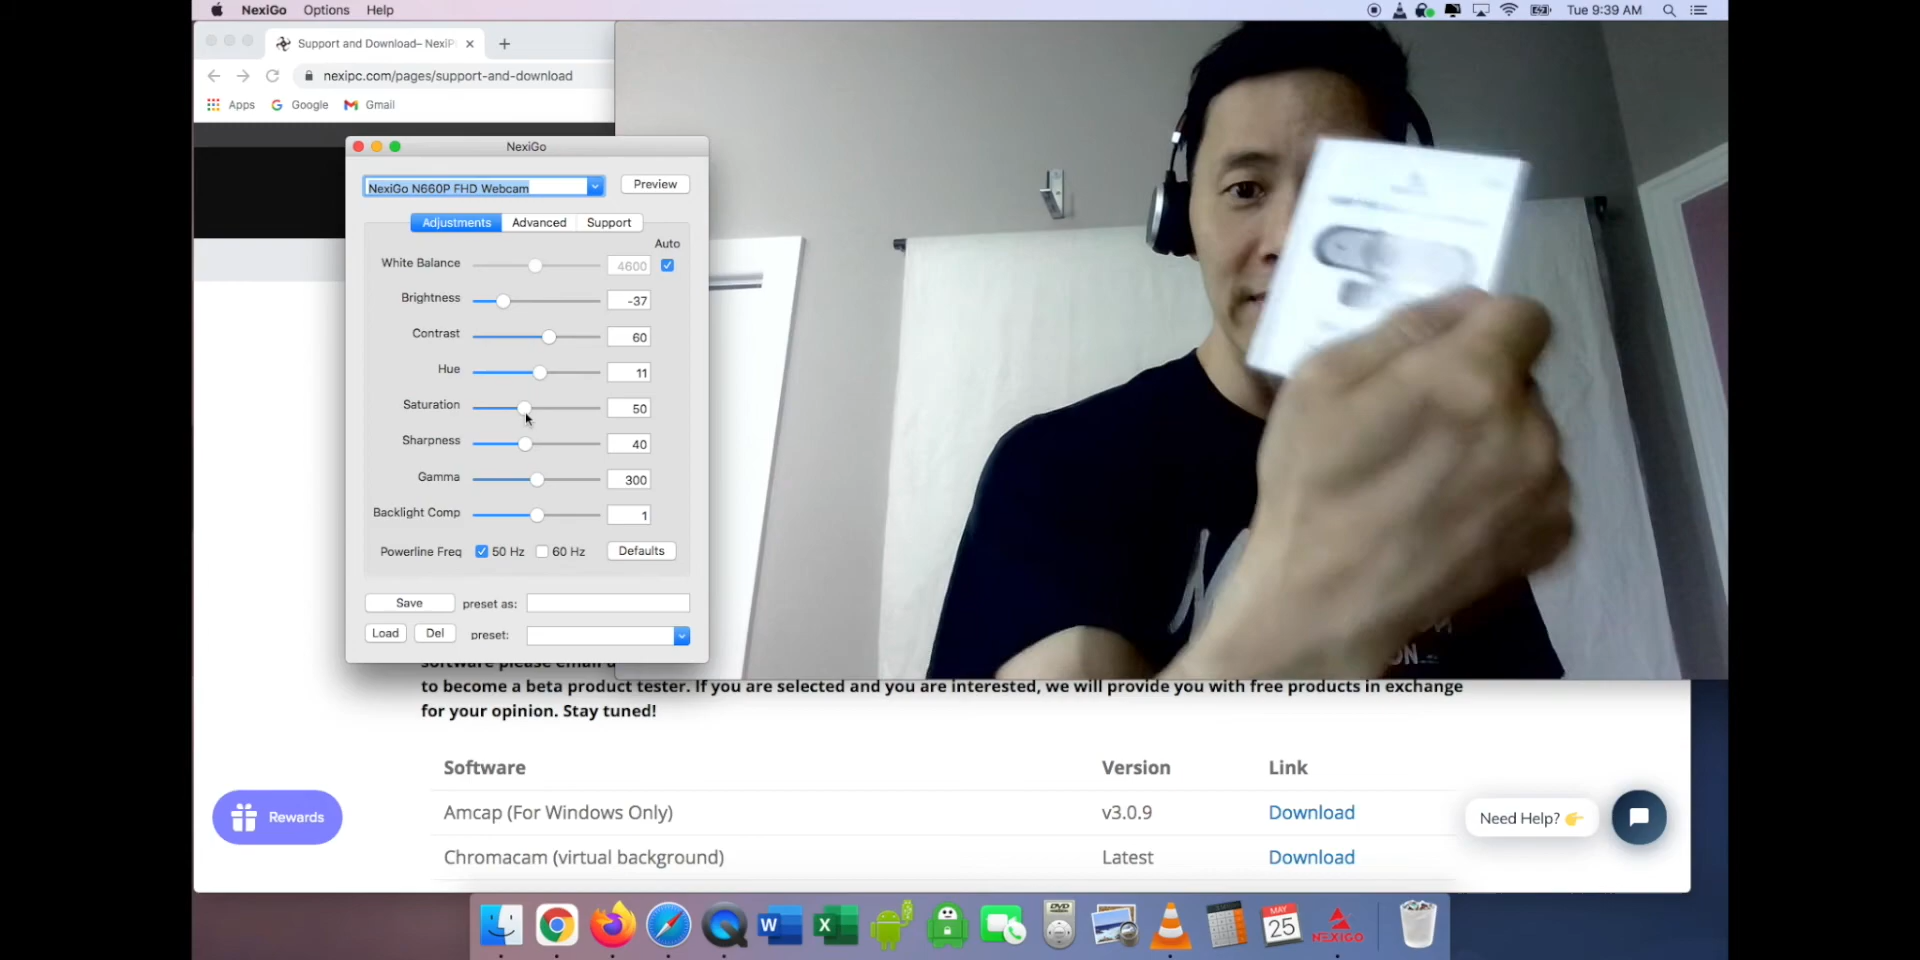 NexiGo Options Help
Tue 9:39 AM
Support and Download– NexiP
nexipc.com/pages/support-and-download
Apps Google Gmail
NexiGo
NexiGo N660P FHD Webcam Preview
Adjustments Advanced Support
Auto
White Balance 4600
Brightness -37
Contrast 60
Hue 11
Saturation 50
Sharpness 40
Gamma 300
Backlight Comp 1
Powerline Freq 50 Hz 60 Hz Defaults
Save preset as:
Load Del preset:
software please email
to become a beta product tester. If you are selected and you are interested, we will provide you with free products in exchange
for your opinion. Stay tuned!
Software Version Link
Amcap (For Windows Only) v3.0.9 Download
Chromacam (virtual background) Latest Download
Rewards
Need Help? 👉
W X DVD MAY 25 NEXIGO